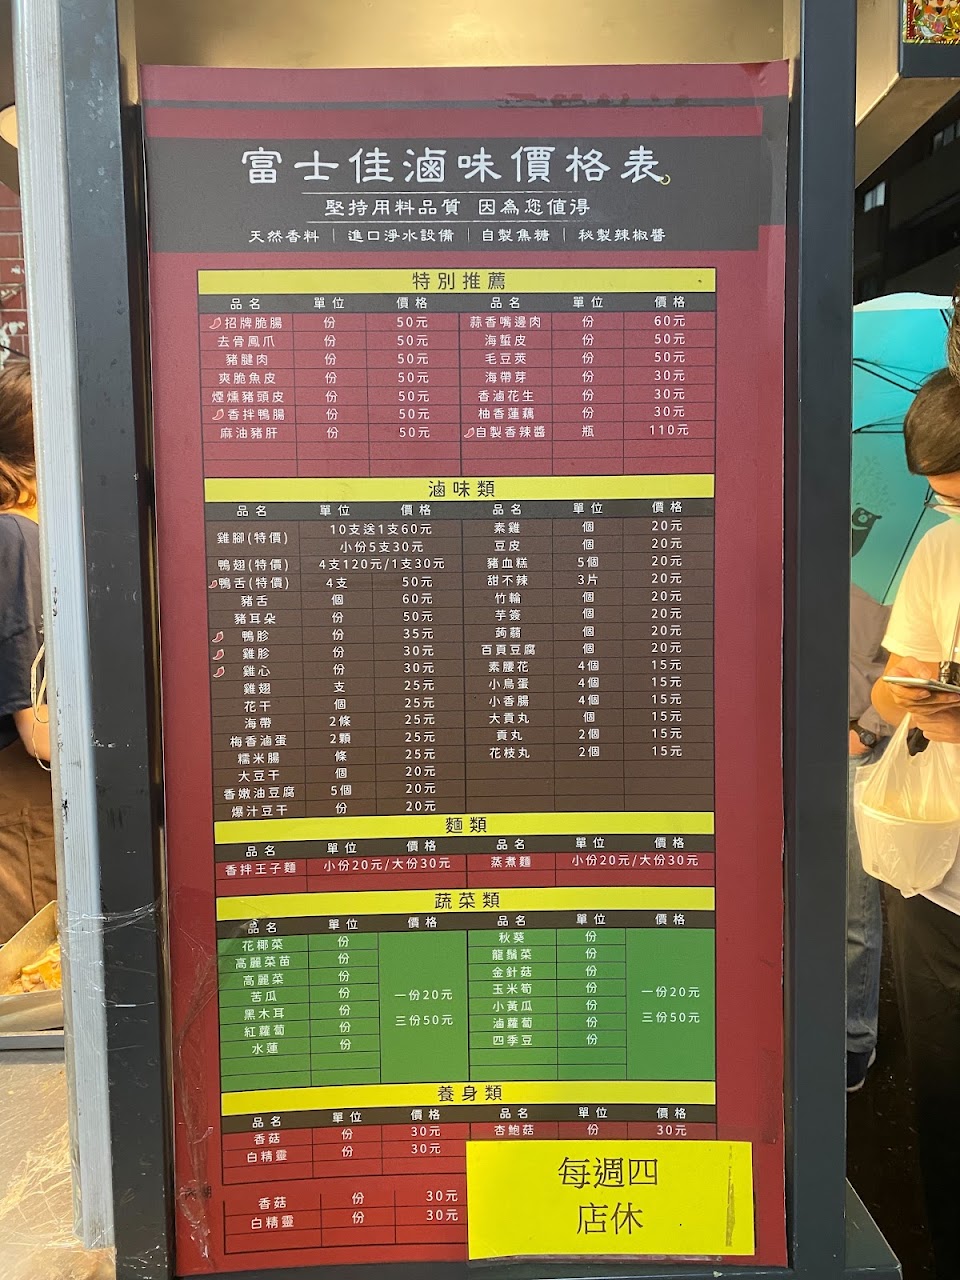 富士佳滷味價格表
堅持用料品質 因為您值得
天然香料 | 進口淨水設備 | 自製焦糖 | 秘製辣椒醬
特別推薦
品名 單位 價格 品名 單位 價格
招牌脆腸 份 50元 蒜香嘴邊肉 份 60元
去骨鳳爪 份 50元 海蜇皮 份 50元
豬腱肉 份 50元 毛豆莢 份 50元
爽脆魚皮 份 50元 海帶芽 份 30元
煙燻豬頭皮 份 50元 香滷花生 份 30元
香拌鴨腸 份 50元 柚香蓮藕 份 30元
麻油豬肝 份 50元 自製香辣醬 瓶 110元
滷味類
品名 單位 價格 品名 單位 價格
雞腳(特價) 10支送1支60元 素雞 個 20元
小份5支30元 豆皮 個 20元
鴨翅(特價) 4支120元/1支30元 豬血糕 5個 20元
鴨舌(特價) 4支 50元 甜不辣 3片 20元
豬舌 個 60元 竹輪 個 20元
豬耳朵 份 50元 芋簽 個 20元
鴨胗 份 35元 蒟蒻 個 20元
雞胗 份 30元 百頁豆腐 個 20元
雞心 份 30元 素腰花 4個 15元
雞翅 支 25元 小鳥蛋 4個 15元
花干 個 25元 小香腸 4個 15元
海帶 2條 25元 大貢丸 個 15元
梅香滷蛋 2顆 25元 貢丸 2個 15元
糯米腸 條 25元 花枝丸 2個 15元
大豆干 個 20元
香嫩油豆腐 5個 20元
爆汁豆干 份 20元
麵類
品名 單位 價格 品名 單位 價格
香拌王子麵 小份20元/大份30元 蒸煮麵 小份20元/大份30元
蔬菜類
品名 單位 價格 品名 單位 價格
花椰菜 份 秋葵 份
高麗菜苗 份 龍鬚菜 份
高麗菜 份 金針菇 份
苦瓜 份 一份20元 玉米筍 份 一份20元
黑木耳 份 三份50元 小黃瓜 份 三份50元
紅蘿蔔 份 滷蘿蔔 份
水蓮 份 四季豆 份
養身類
品名 單位 價格 品名 單位 價格
香菇 份 30元 杏鮑菇 份 30元
白精靈 份 30元
香菇 份 30元
白精靈 份 30元
每週四
店休